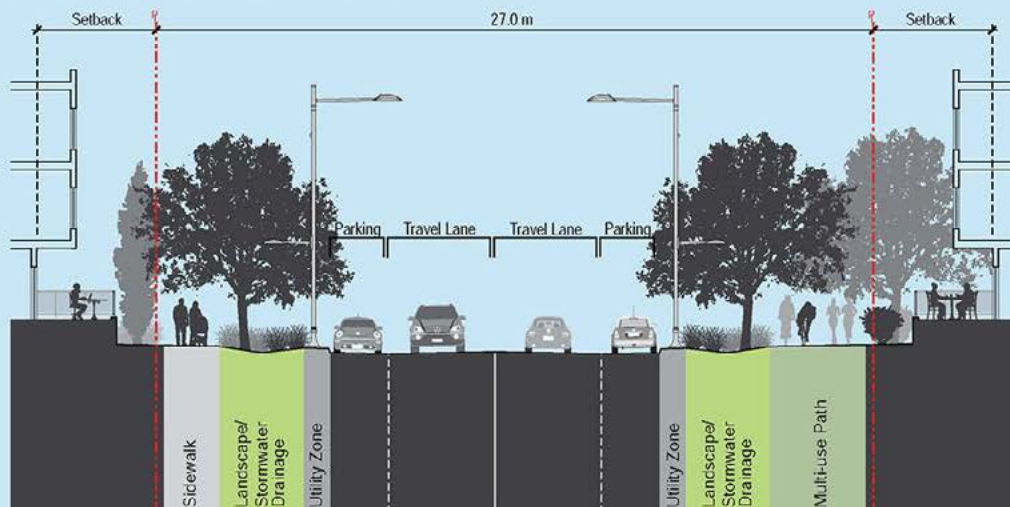 Setback
27.0 m
Setback
Parking
Travel Lane
Travel Lane
Parking
Sidewalk
Landscape/
Stormwater
Drainage
Utility Zone
Utility Zone
Landscape/
Stormwater
Drainage
Multi-use Path